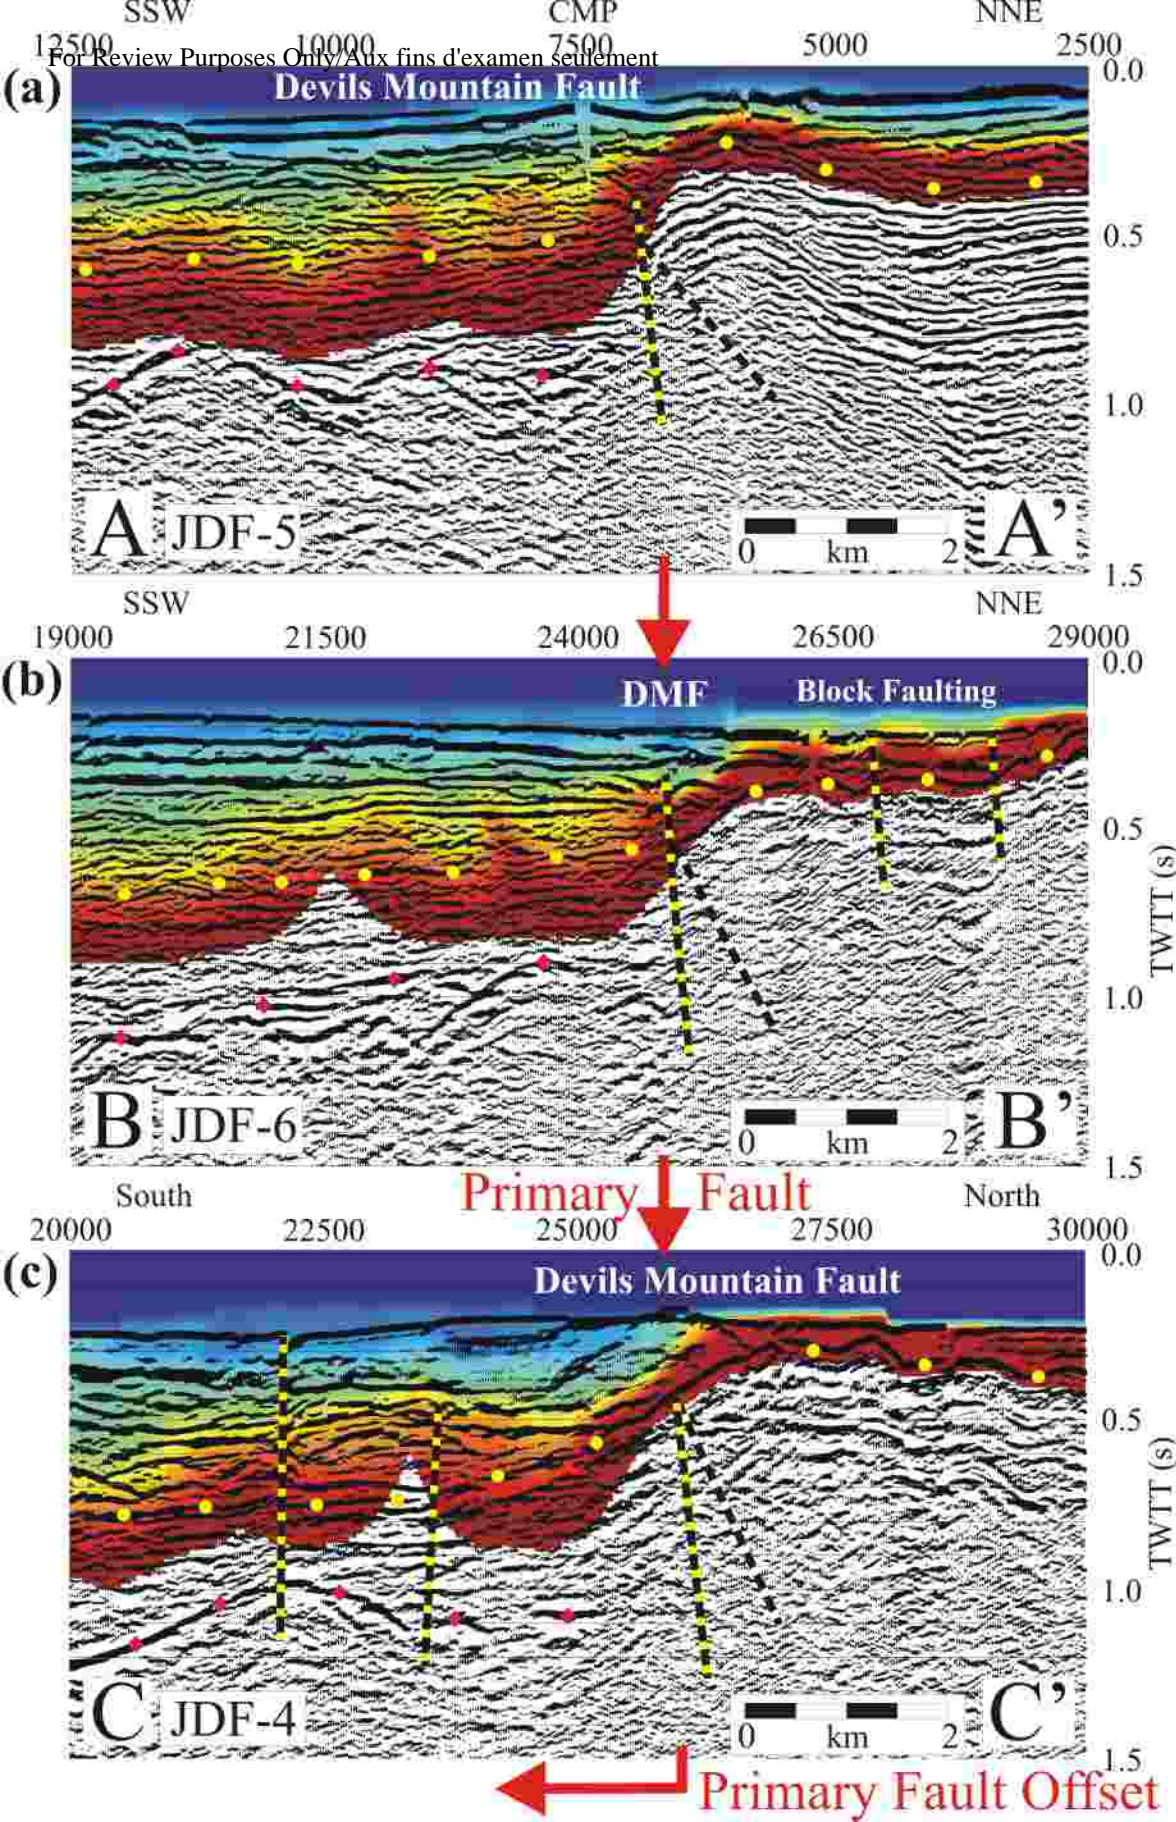 SSW CMP NNE
12500 10000 7500 5000 2500
For Review Purposes Only/Aux fins d'examen seulement
(a) Devils Mountain Fault 0.0
0.5
1.0
A JDF-5 0 km 2 A’
1.5
SSW NNE
19000 21500 24000 26500 29000
(b) DMF Block Faulting 0.0
0.5
TWTT (s)
1.0
B JDF-6 0 km 2 B’
1.5
Primary Fault
South North
20000 22500 25000 27500 30000
(c) Devils Mountain Fault 0.0
0.5
TWTT (s)
1.0
C JDF-4 0 km 2 C’
1.5
Primary Fault Offset